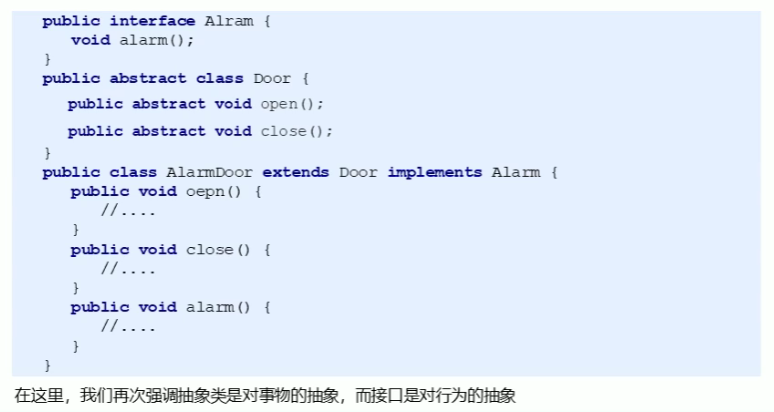 public interface Alram {
void alarm();
}
public abstract class Door {
public abstract void open();
public abstract void close();
}
public class AlarmDoor extends Door implements Alarm {
public void oepn() {
//....
}
public void close() {
//....
}
public void alarm() {
//....
}
}
在这里，我们再次强调抽象类是对事物的抽象，而接口是对行为的抽象